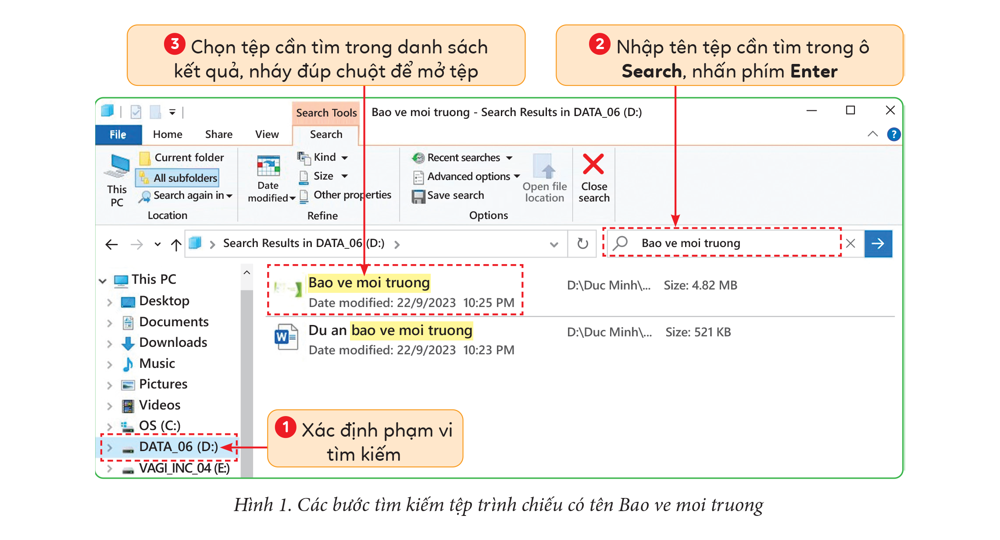 3 Chọn tệp cần tìm trong danh sách
kết quả, nháy đúp chuột để mở tệp
2 Nhập tên tệp cần tìm trong ô
Search, nhấn phím Enter
Search Tools
Bao ve moi truong - Search Results in DATA_06 (D:)
File Home Share View Search
?
This
PC
Current folder
All subfolders
Search again in
Location
Date
modified
Kind
Size
Other properties
Refine
Recent searches
Advanced options
Save search
Open file
location
Options
Close
search
Search Results in DATA_06 (D:)
Bao ve moi truong
This PC
Desktop
Documents
Downloads
Music
Pictures
Videos
OS (C:)
DATA_06 (D:)
VAGI_INC_04 (E:)
Bao ve moi truong
Date modified: 22/9/2023 10:25 PM
D:\Duc Minh\... Size: 4.82 MB
W
Du an bao ve moi truong
Date modified: 22/9/2023 10:23 PM
D:\Duc Minh\... Size: 521 KB
1 Xác định phạm vi
tìm kiếm
Hình 1. Các bước tìm kiếm tệp trình chiếu có tên Bao ve moi truong